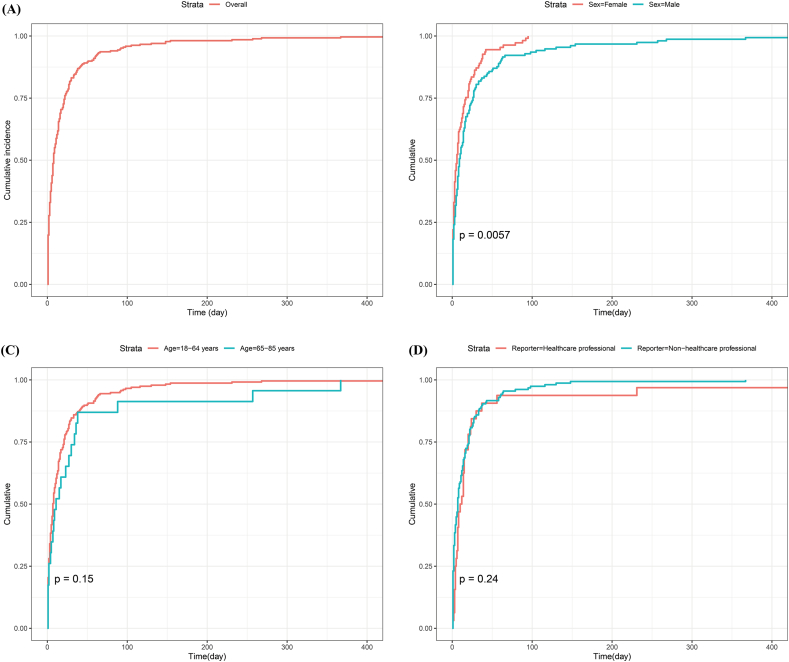 (A)
Strata Overall
1.00
0.75
0.50
0.25
0.00
Cumulative incidence
0 100 200 300 400
Time (day)
Strata Sex=Female Sex=Male
1.00
0.75
0.50
0.25
0.00
Cumulative
p = 0.0057
0 100 200 300 400
Time(day)
(C)
Strata Age=18−64 years Age=65−85 years
1.00
0.75
0.50
0.25
0.00
Cumulative
p = 0.15
0 100 200 300 400
Time(day)
(D)
Strata Reporter=Healthcare professional Reporter=Non−healthcare professional
1.00
0.75
0.50
0.25
0.00
Cumulative
p = 0.24
0 100 200 300 400
Time(day)